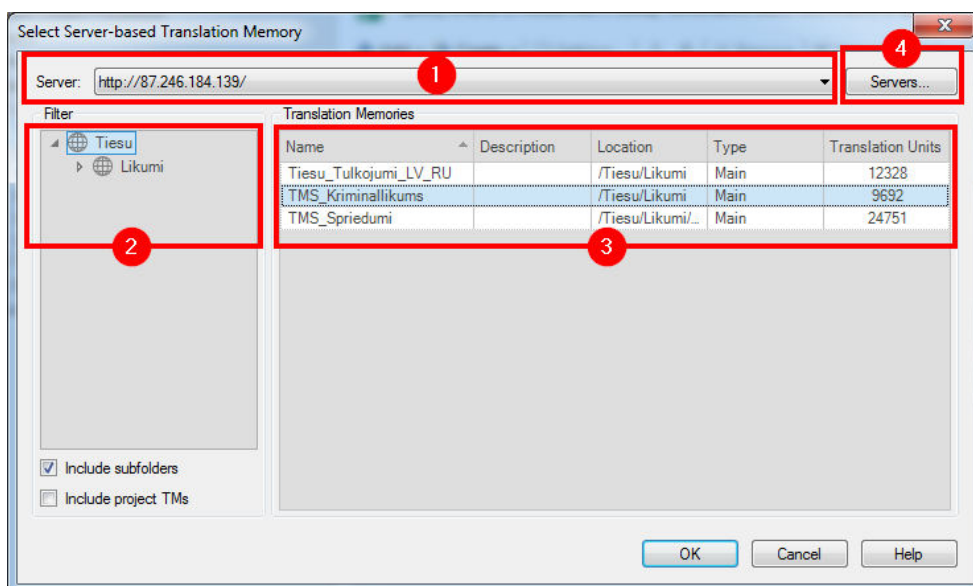 Select Server-based Translation Memory
4
Server: http://87.246.184.139/ 1 Servers...
Filter Translation Memories
Tiesu
Likumi
2
Name Description Location Type Translation Units
Tiesu_Tulkojumi_LV_RU /Tiesu/Likumi Main 12328
TMS_Kriminallikums /Tiesu/Likumi Main 9692
TMS_Spriedumi /Tiesu/Likumi/... Main 24751
3
Include subfolders
Include project TMs
OK Cancel Help